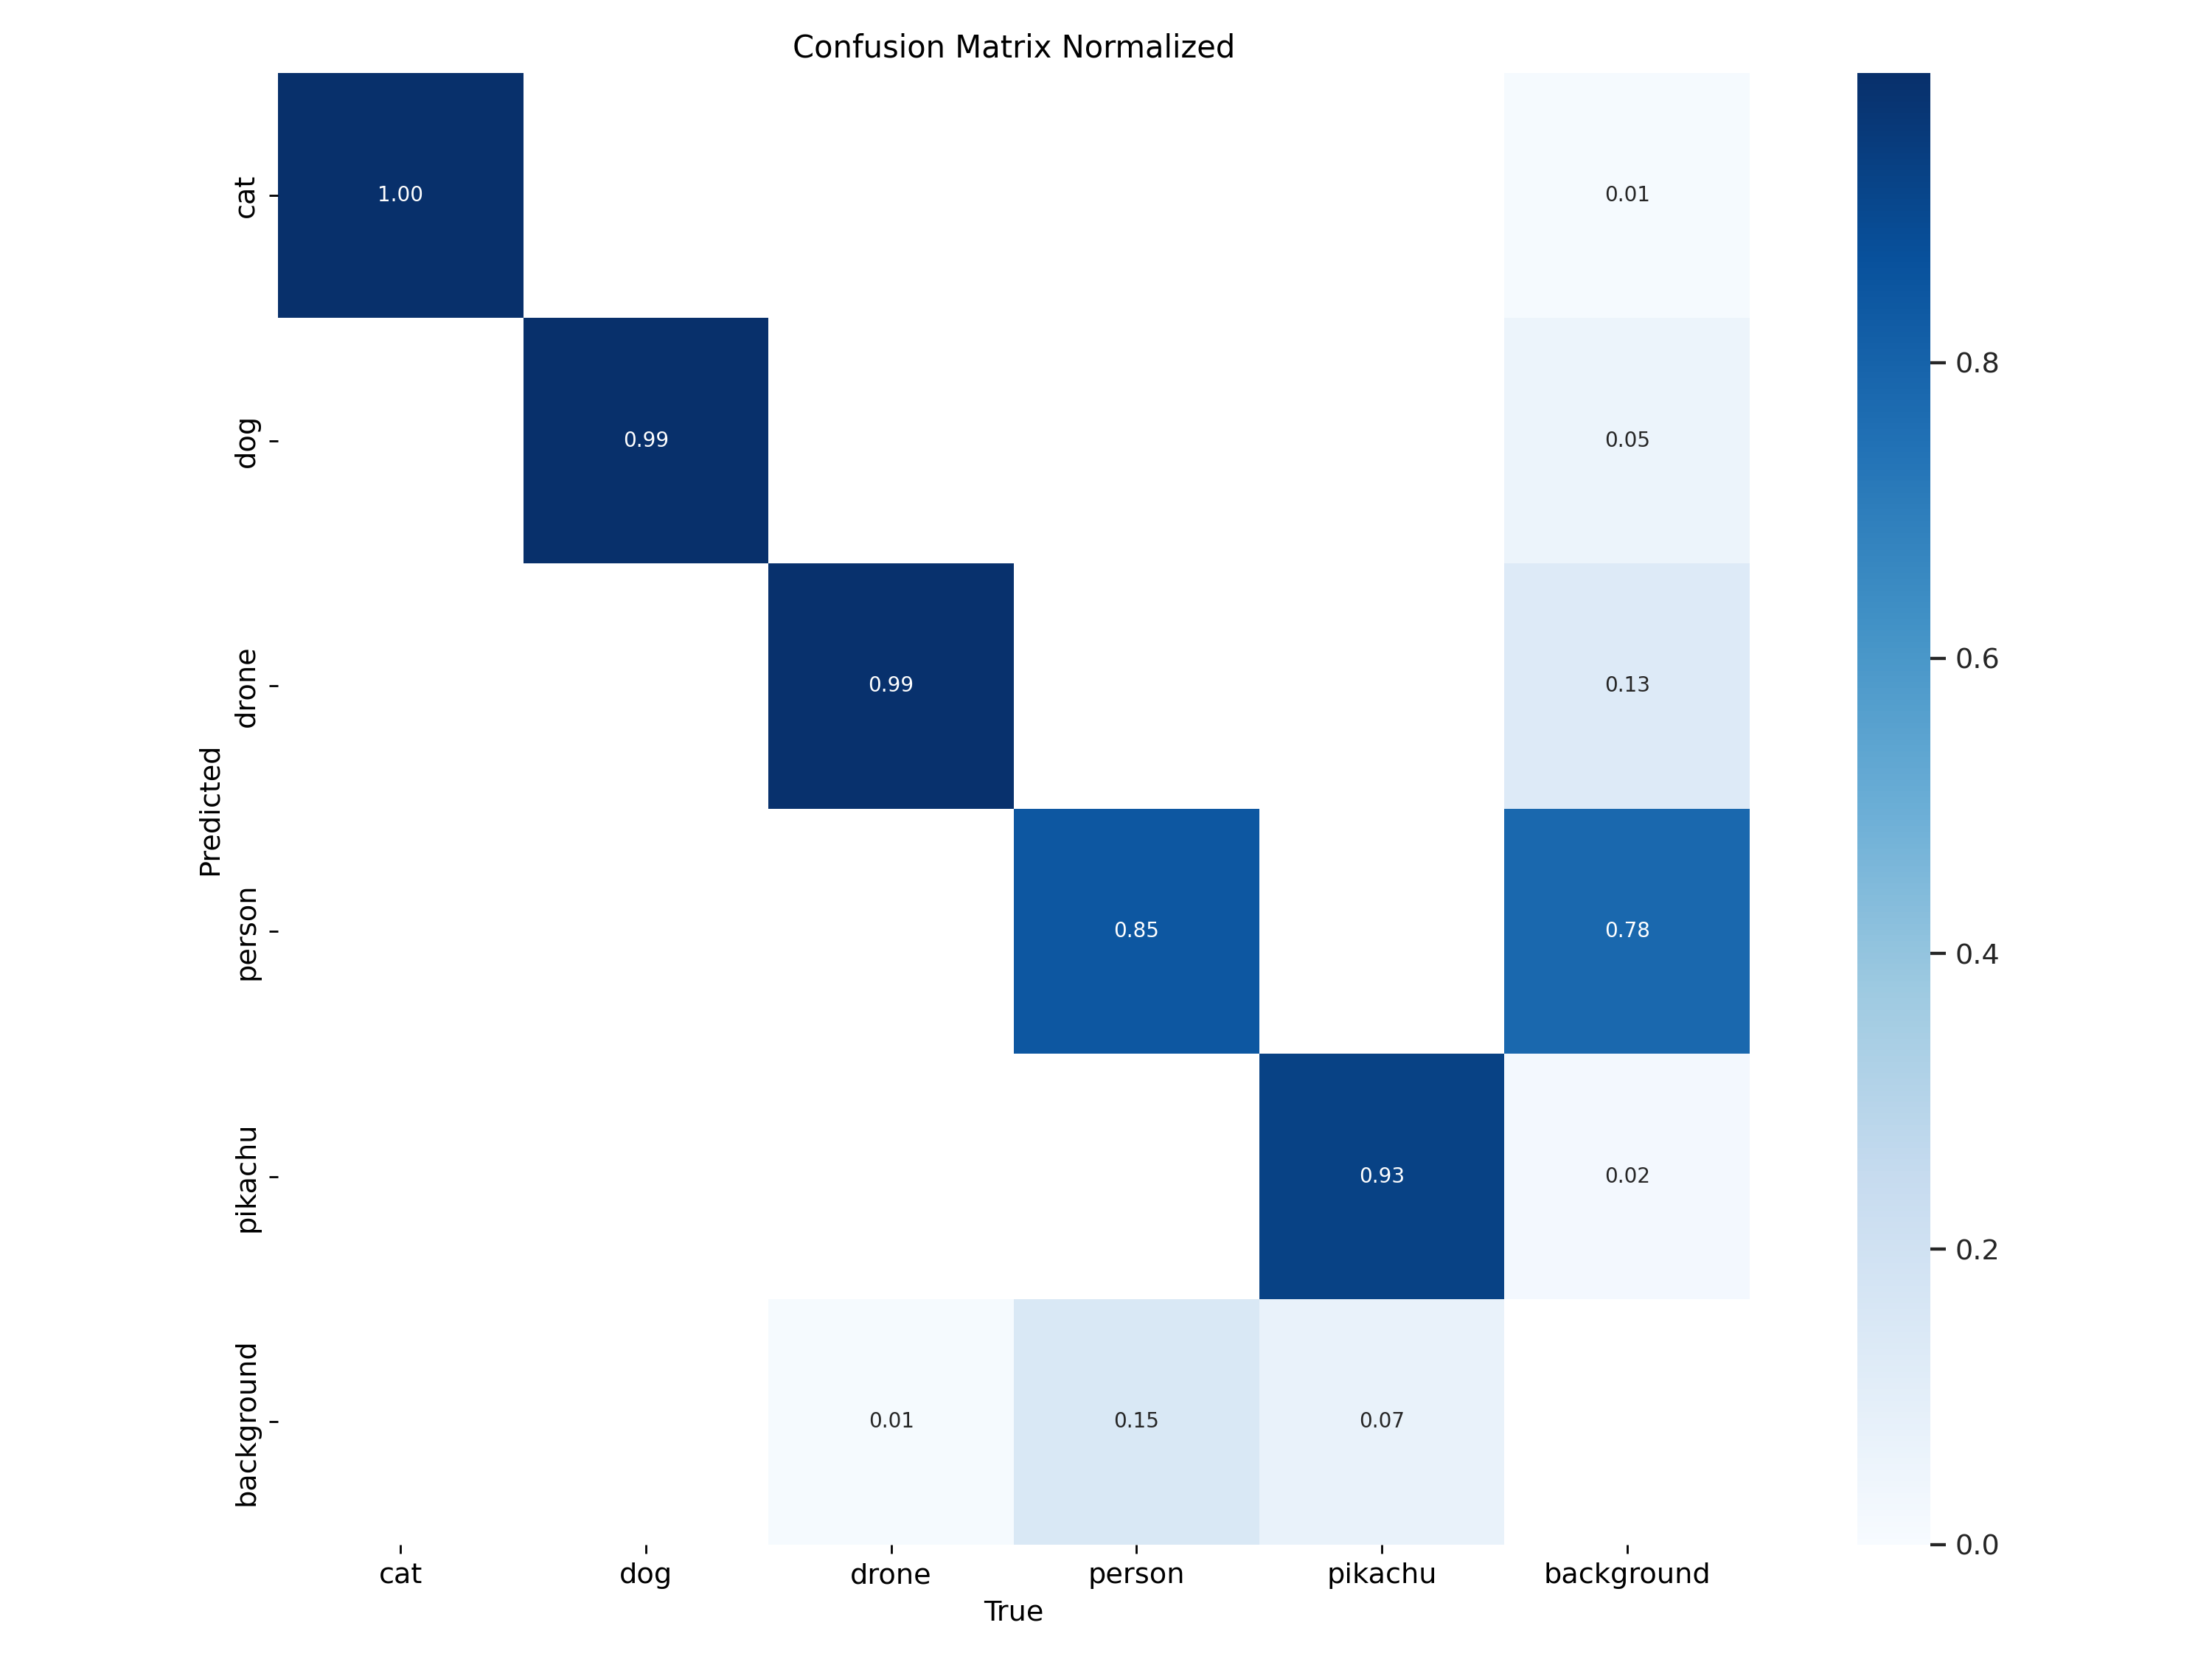 Confusion Matrix Normalized
cat
1.00
0.01
dog
0.99
0.05
0.8
drone
0.99
0.13
0.6
Predicted
person
0.85
0.78
0.4
pikachu
0.93
0.02
0.2
background
0.01
0.15
0.07
0.0
cat dog drone person pikachu background
True